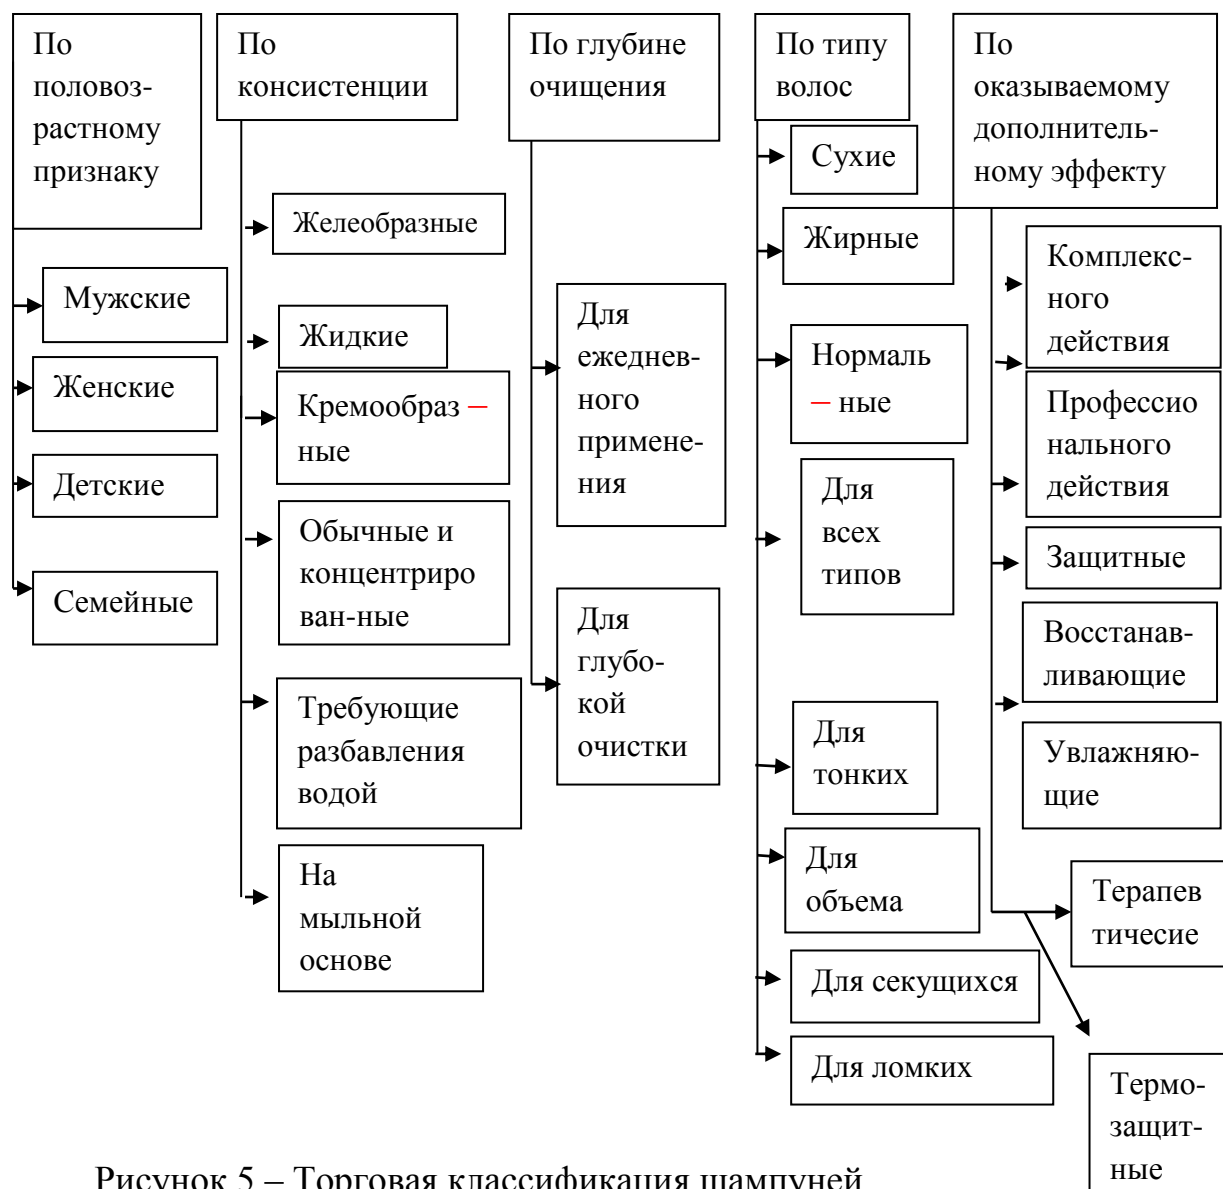 По
половоз-
растному
признаку
Мужские
Женские
Детские
Семейные
По
консистенции
Желеобразные
Жидкие
Кремообраз –
ные
Обычные и
концентриро
ван-ные
Требующие
разбавления
водой
На
мыльной
основе
По глубине
очищения
Для
ежеднев-
ного
примене-
ния
Для
глубо-
кой
очистки
По типу
волос
Сухие
Жирные
Нормаль
– ные
Для
всех
типов
Для
тонких
Для
объема
Для секущихся
Для ломких
По
оказываемому
дополнитель-
ному эффекту
Комплекс-
ного
действия
Профессио
нального
действия
Защитные
Восстанав-
ливающие
Увлажняю-
щие
Терапев
тичесие
Термо-
защит-
ные
Рисунок 5 – Торговая классификация шампуней